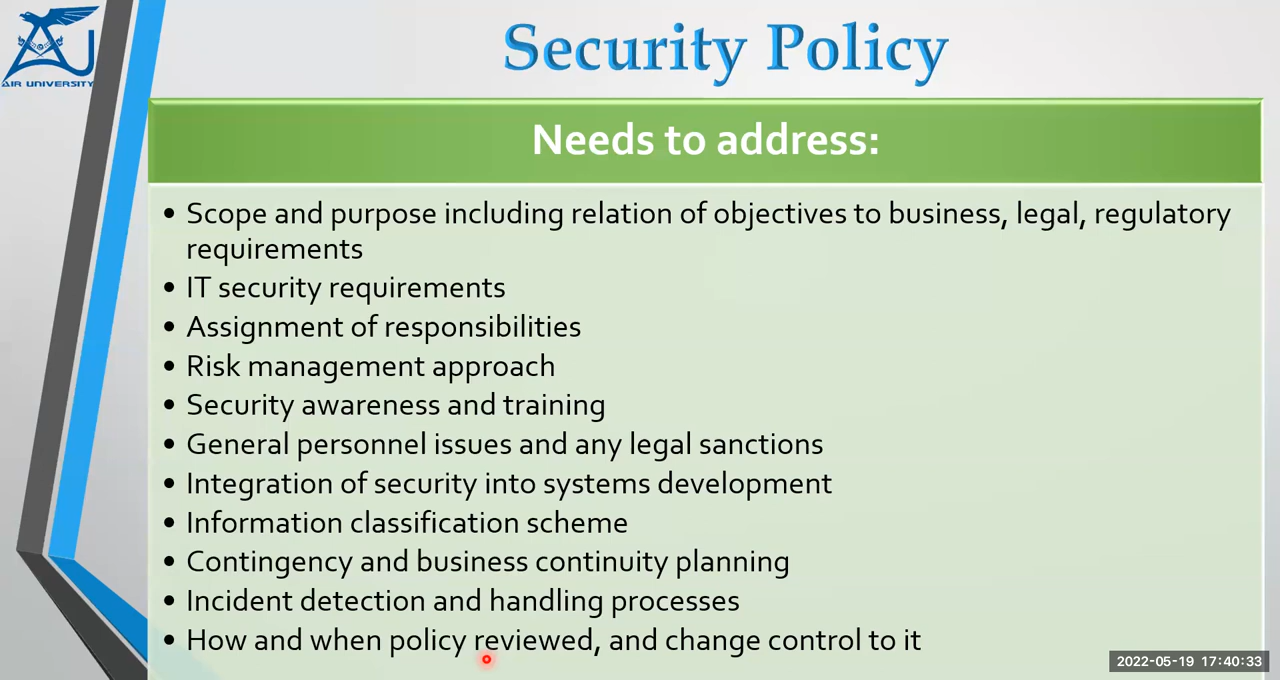 AIR UNIVERSITY
Security Policy
Needs to address:
• Scope and purpose including relation of objectives to business, legal, regulatory
requirements
• IT security requirements
• Assignment of responsibilities
• Risk management approach
• Security awareness and training
• General personnel issues and any legal sanctions
• Integration of security into systems development
• Information classification scheme
• Contingency and business continuity planning
• Incident detection and handling processes
• How and when policy reviewed, and change control to it
2022-05-19 17:40:33